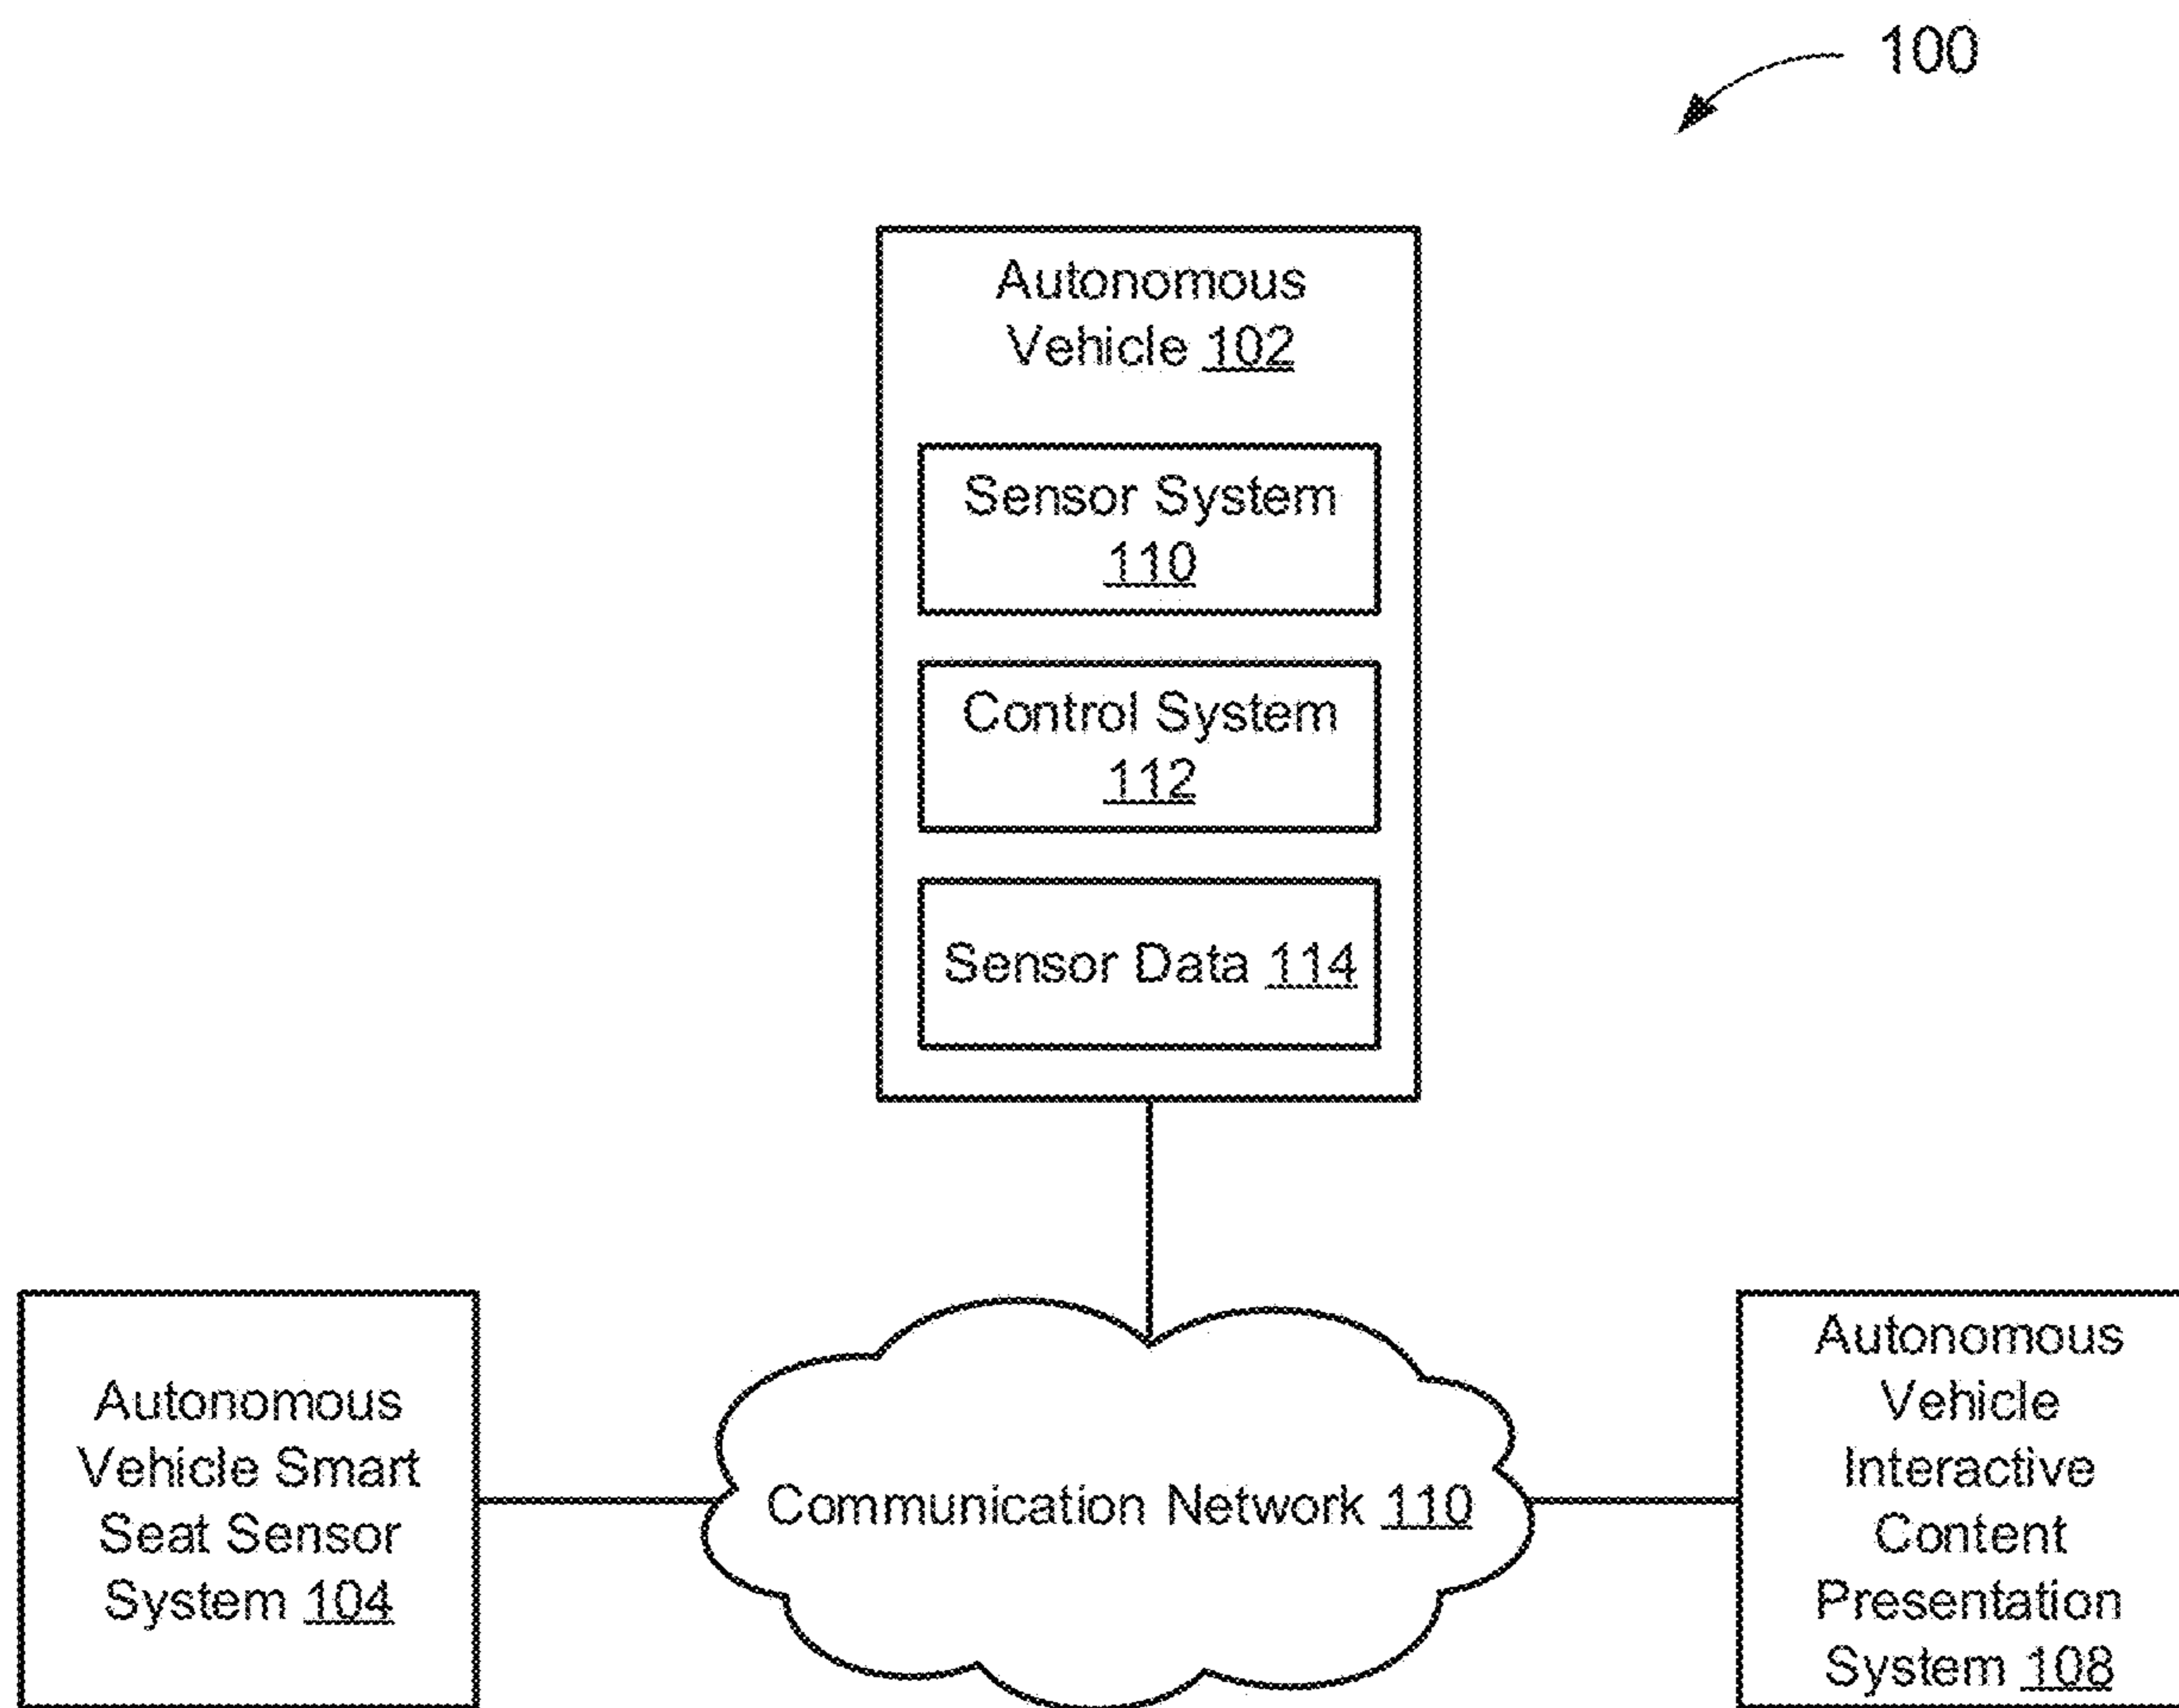 100
Autonomous
Vehicle 102
Sensor System
110
Control System
112
Sensor Data 114
Autonomous
Vehicle Smart
Seat Sensor
System 104
Communication Network 110
Autonomous
Vehicle
Interactive
Content
Presentation
System 108